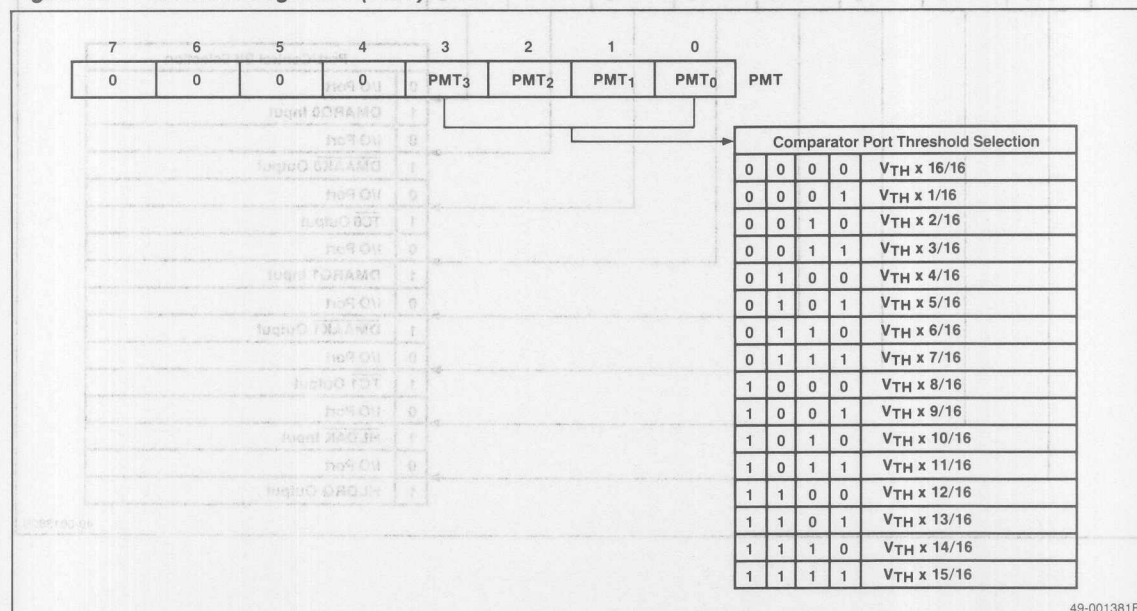 7 6 5 4 3 2 1 0
0 0 0 0 PMT3 PMT2 PMT1 PMT0 PMT
Comparator Port Threshold Selection
0 0 0 0 VTH x 16/16
0 0 0 1 VTH x 1/16
0 0 1 0 VTH x 2/16
0 0 1 1 VTH x 3/16
0 1 0 0 VTH x 4/16
0 1 0 1 VTH x 5/16
0 1 1 0 VTH x 6/16
0 1 1 1 VTH x 7/16
1 0 0 0 VTH x 8/16
1 0 0 1 VTH x 9/16
1 0 1 0 VTH x 10/16
1 0 1 1 VTH x 11/16
1 1 0 0 VTH x 12/16
1 1 0 1 VTH x 13/16
1 1 1 0 VTH x 14/16
1 1 1 1 VTH x 15/16